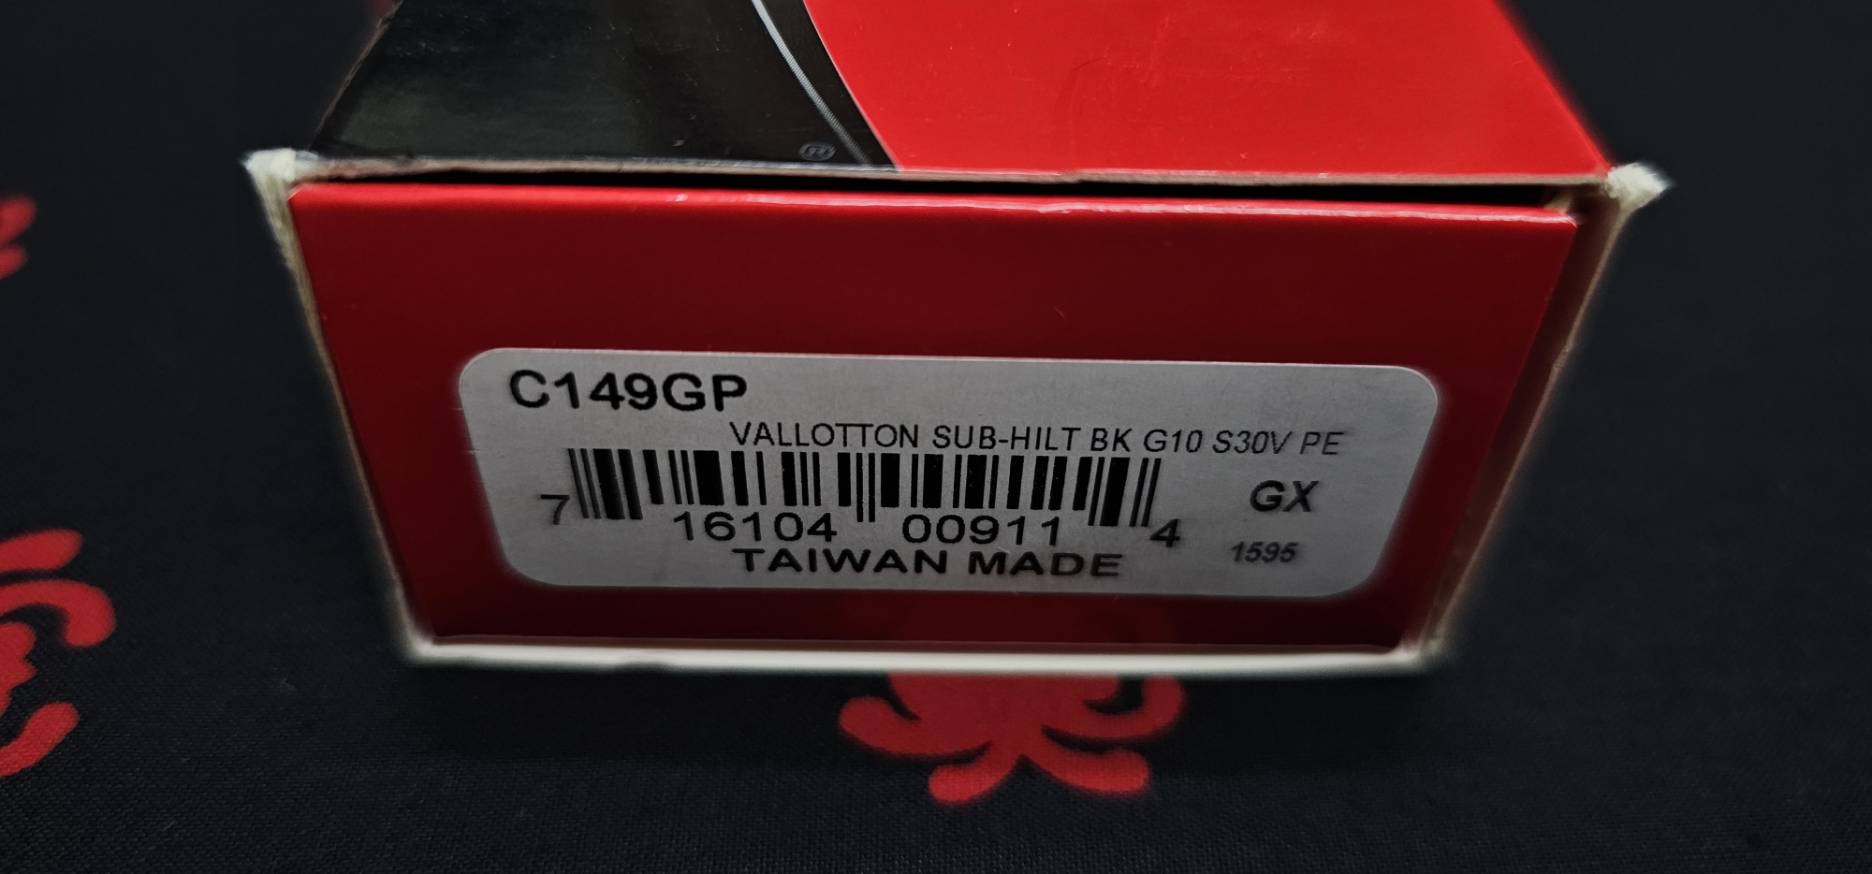 ®
C149GP
VALLOTTON SUB-HILT BK G10 S30V PE
GX
7 16104 00911 4
1595
TAIWAN MADE